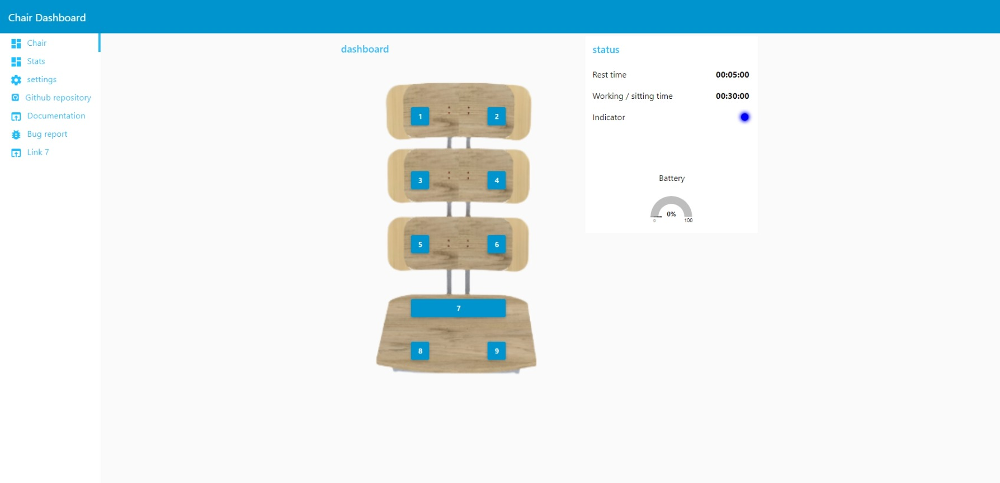 Chair Dashboard
Chair
Stats
settings
Github repository
Documentation
Bug report
Link 7
dashboard
1 2
3 4
5 6
7
8 9
status
Rest time 00:05:00
Working / sitting time 00:30:00
Indicator
Battery
0%
0 100